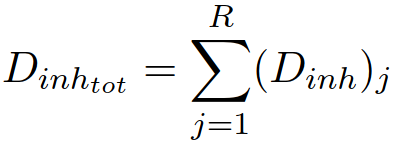 $D_{inh_{tot}} = \sum_{j=1}^{R} (D_{inh})_j$